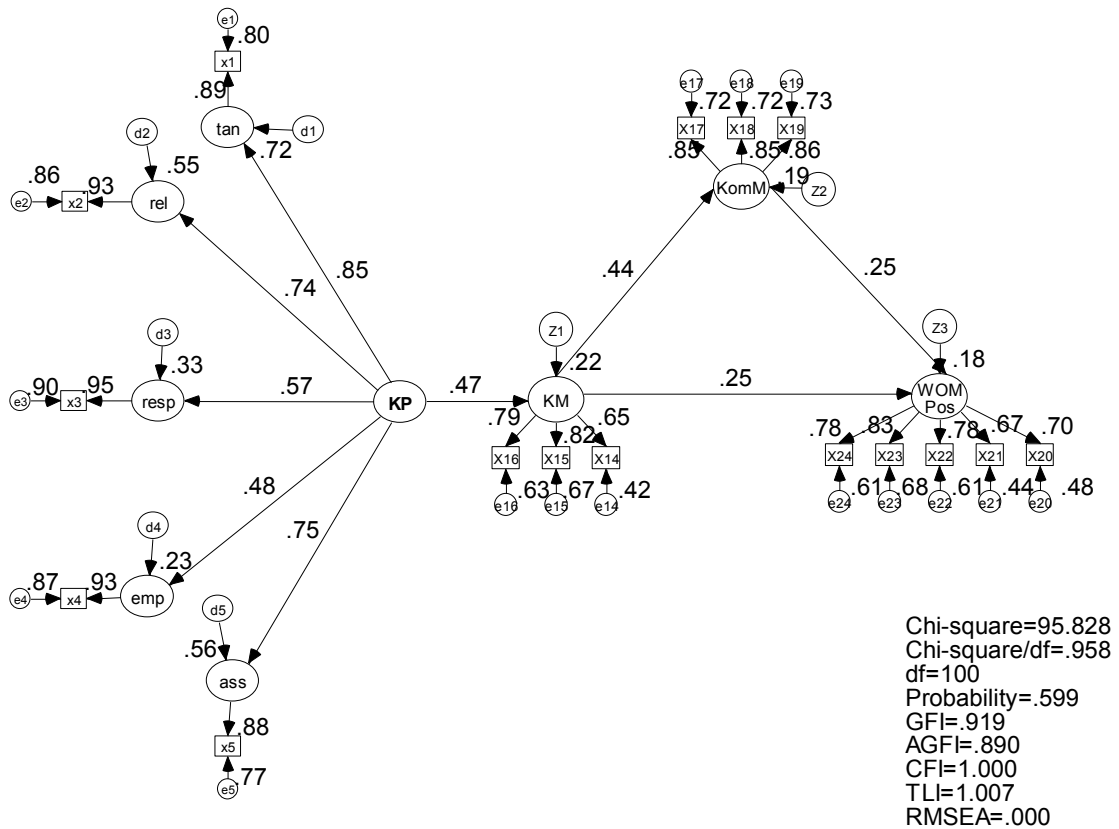 e1
.80
x1
.89
tan
d1
.72
d2
.55
.86
.93
e2
x2
rel
.85
.74
d3
.33
.90
.95
e3
x3
resp
.57
KP
.47
.48
.75
d4
.23
.87
.93
e4
x4
emp
d5
.56
ass
.88
x5
.77
e5
e17
e18
e19
.72
.72
.73
X17
X18
X19
.85
.85
.86
KomM
.19
Z2
.44
.25
Z1
.22
KM
.25
Z3
.18
WOM
Pos
.79
.82
.65
X16
X15
X14
.63
.67
.42
e16
e15
e14
.78
.83
.78
.67
.70
X24
X23
X22
X21
X20
.61
.68
.61
.44
.48
e24
e23
e22
e21
e20
Chi-square=95.828
Chi-square/df=.958
df=100
Probability=.599
GFI=.919
AGFI=.890
CFI=1.000
TLI=1.007
RMSEA=.000